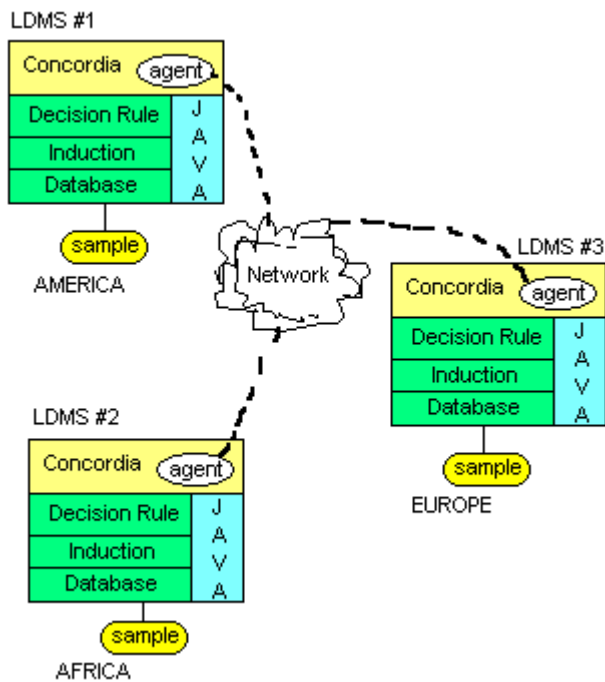 LDMS #1
Concordia agent
Decision Rule
Induction
Database
J
A
V
A
sample
AMERICA
Network
LDMS #3
Concordia agent
Decision Rule
Induction
Database
J
A
V
A
sample
EUROPE
LDMS #2
Concordia agent
Decision Rule
Induction
Database
J
A
V
A
sample
AFRICA